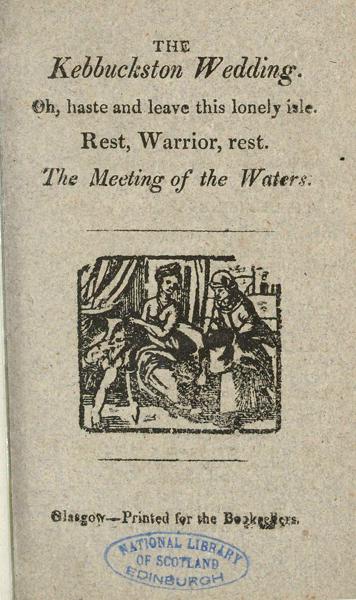 THE
Kebbuckston Wedding.
Oh, haste and leave this lonely isle.
Rest, Warrior, rest.
The Meeting of the Waters.
Glasgow—Printed for the Booksellers.
NATIONAL LIBRARY
OF SCOTLAND
EDINBURGH